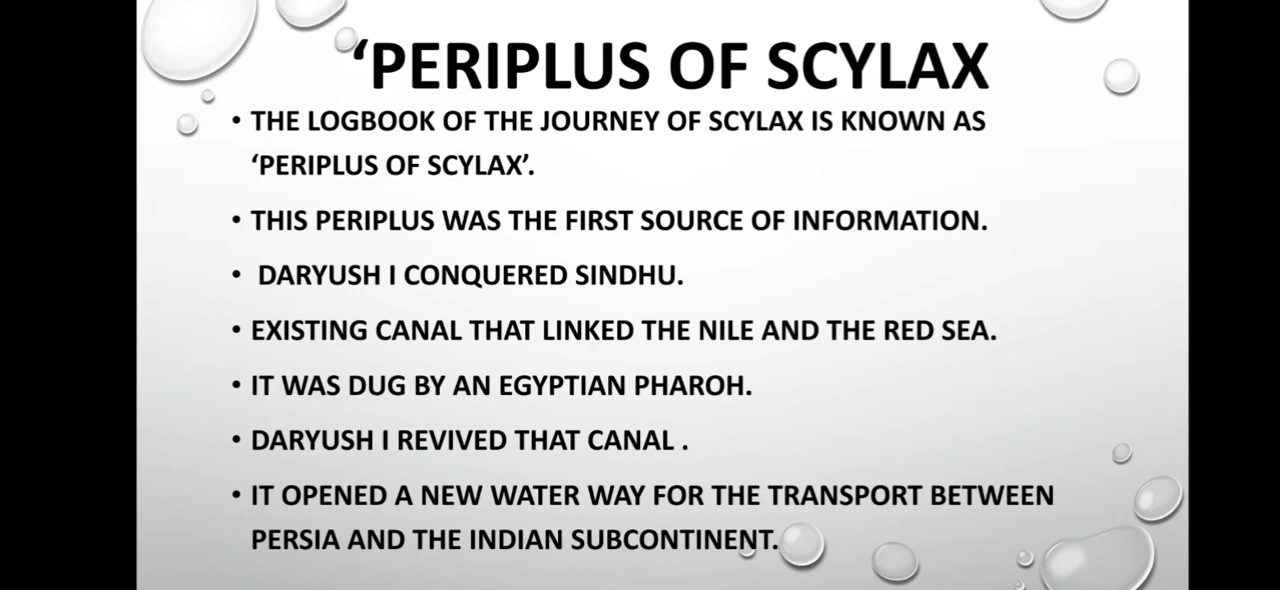 ‘PERIPLUS OF SCYLAX
• THE LOGBOOK OF THE JOURNEY OF SCYLAX IS KNOWN AS
‘PERIPLUS OF SCYLAX’.
• THIS PERIPLUS WAS THE FIRST SOURCE OF INFORMATION.
• DARYUSH I CONQUERED SINDHU.
• EXISTING CANAL THAT LINKED THE NILE AND THE RED SEA.
• IT WAS DUG BY AN EGYPTIAN PHAROH.
• DARYUSH I REVIVED THAT CANAL .
• IT OPENED A NEW WATER WAY FOR THE TRANSPORT BETWEEN
PERSIA AND THE INDIAN SUBCONTINENT.